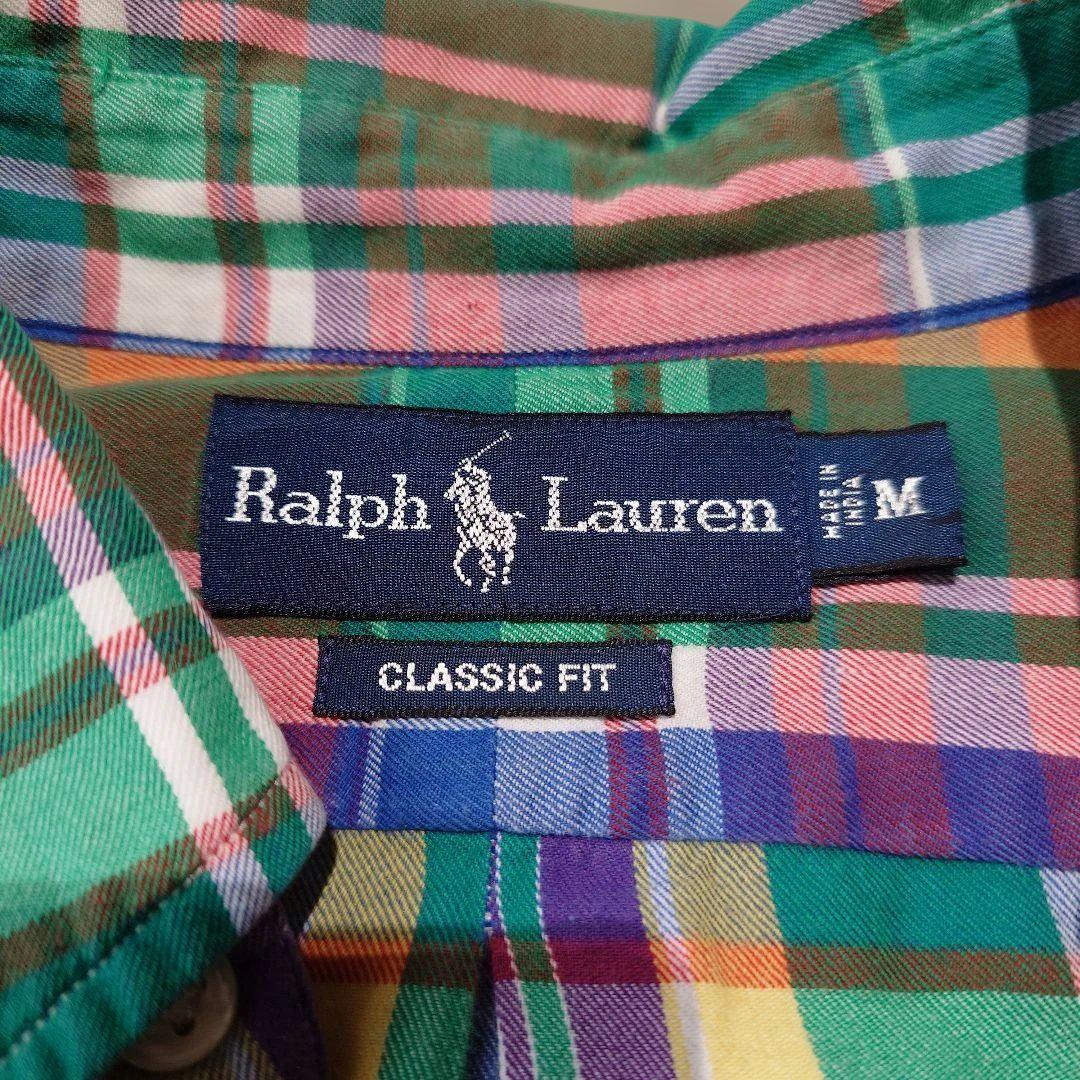 Ralph Lauren
MADE IN
INDIA
M
CLASSIC FIT